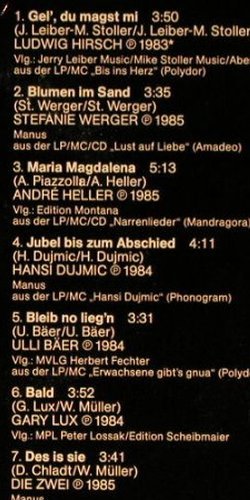 1. Gel', du magst mi 3:50
(J. Leiber-M. Stoller/J. Leiber-M. Stoller
LUDWIG HIRSCH ℗ 1983*
Vlg.: Jerry Leiber Music/Mike Stoller Music/Aber
aus der LP/MC „Bis ins Herz" (Polydor)
2. Blumen im Sand 3:35
(St. Werger/St. Werger)
STEFANIE WERGER ℗ 1985
Manus
aus der LP/MC/CD „Lust auf Liebe" (Amadeo)
3. Maria Magdalena 5:13
(A. Piazzolla/A. Heller)
ANDRÉ HELLER ℗ 1985
Vlg.: Edition Montana
aus der LP/MC/CD „Narrenlieder" (Mandragora)
4. Jubel bis zum Abschied 4:11
(H. Dujmic/H. Dujmic)
HANSI DUJMIC ℗ 1984
Manus
aus der LP/MC „Hansi Dujmic" (Phonogram)
5. Bleib no lieg'n 3:31
(U. Bäer/U. Bäer)
ULLI BÄER ℗ 1984
Vlg.: MVLG Herbert Fechter
aus der LP/MC „Erwachsene gibt's gnua" (Polyd
6. Bald 3:52
(G. Lux/W. Müller)
GARY LUX ℗ 1984
Vlg.: MPL Peter Lossak/Edition Scheibmaier
7. Des is sie 3:41
(D. Chladt/W. Müller)
DIE ZWEI ℗ 1985
Manus